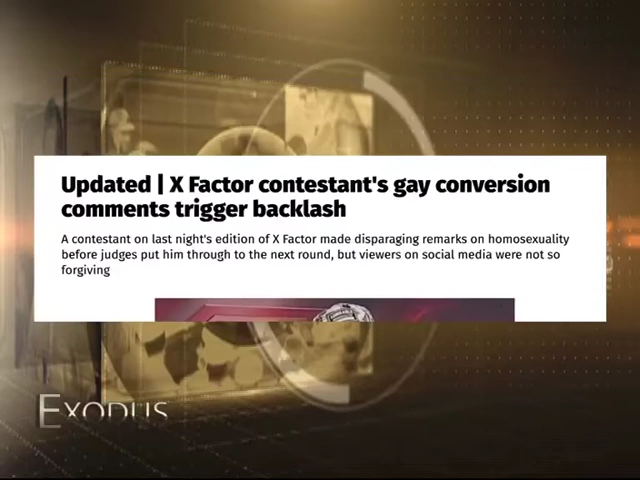 Updated | X Factor contestant's gay conversion
comments trigger backlash
A contestant on last night's edition of X Factor made disparaging remarks on homosexuality
before judges put him through to the next round, but viewers on social media were not so
forgiving
EXODUS